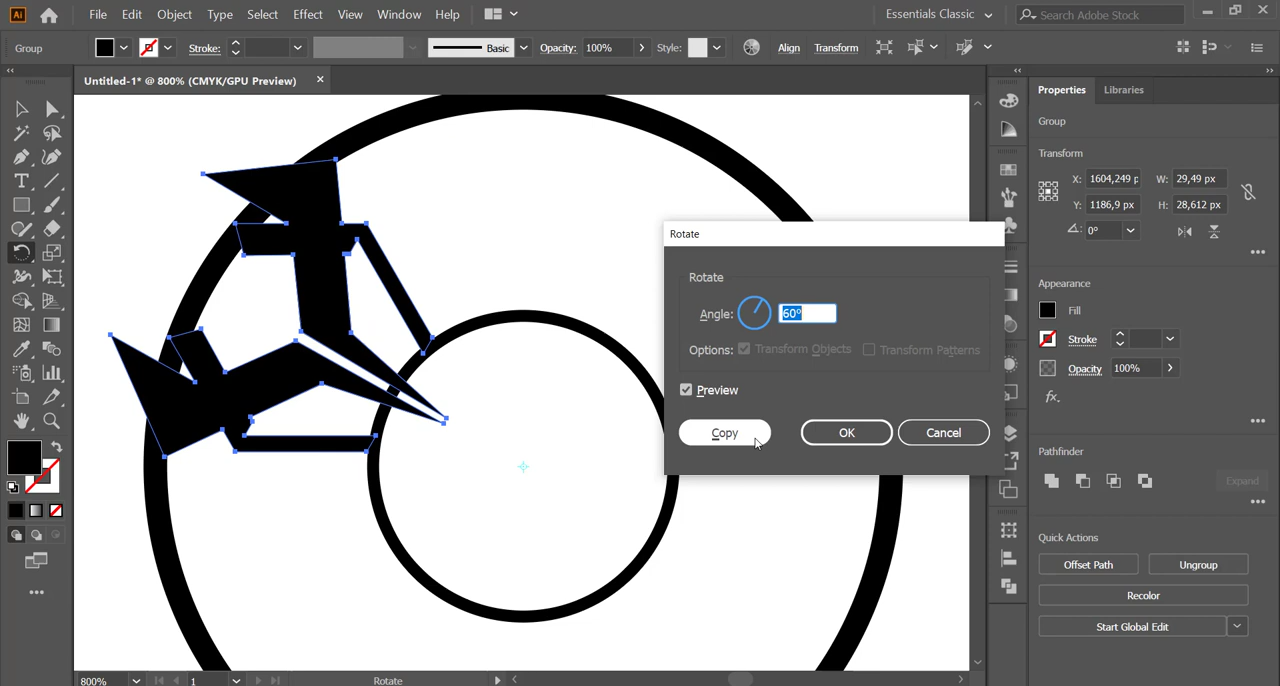 Ai File Edit Object Type Select Effect View Window Help Essentials Classic Search Adobe Stock
Group Stroke: Basic Opacity: 100% Style: Align Transform
Untitled-1* @ 800% (CMYK/GPU Preview)
Properties Libraries
Group
Transform
X: 1604,249 p W: 29,49 px
Y: 1186,9 px H: 28,612 px
0°
Appearance
Fill
Stroke
Opacity 100%
fx
Pathfinder
Expand
Quick Actions
Offset Path Ungroup
Recolor
Start Global Edit
Rotate
Rotate
Angle: 60°
Options: Transform Objects Transform Patterns
Preview
Copy OK Cancel
800% 1 Rotate